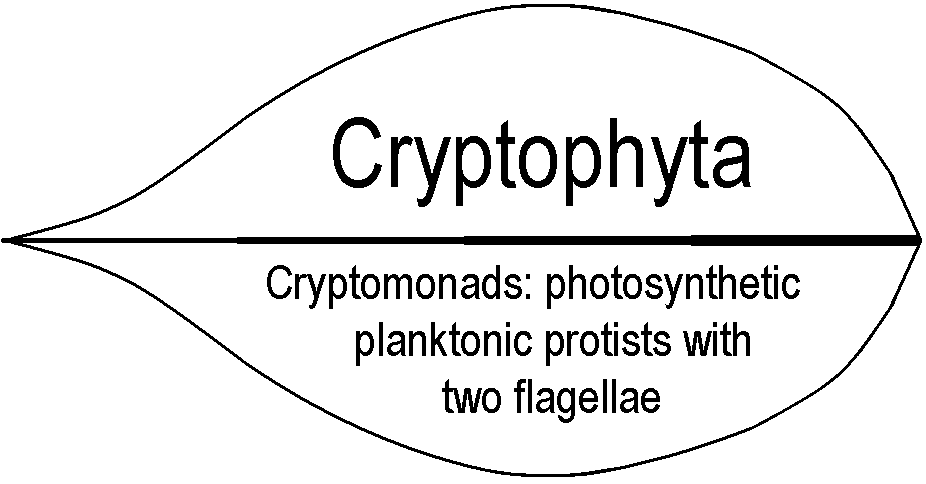 Cryptophyta
Cryptomonads: photosynthetic
planktonic protists with
two flagellae